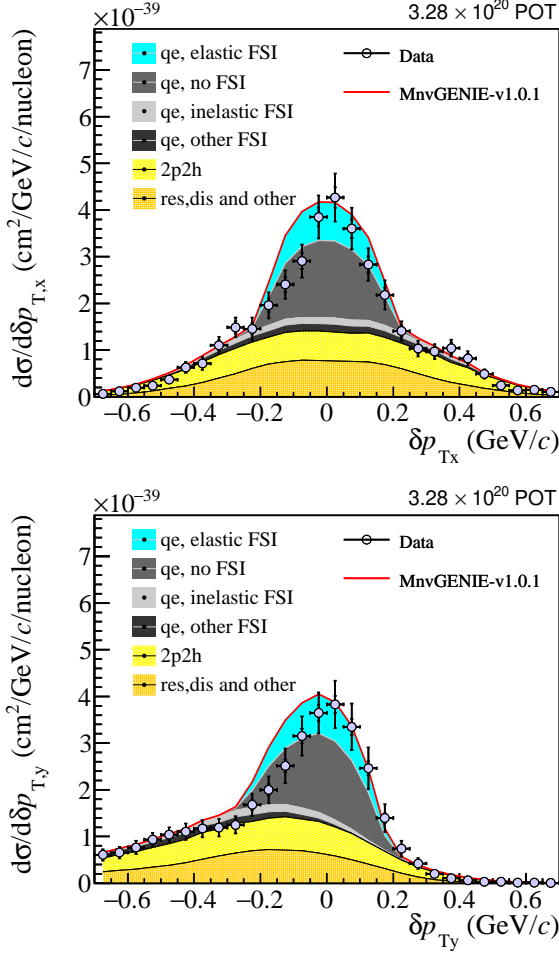 ×10⁻³⁹
3.28 × 10²⁰ POT
qe, elastic FSI
qe, no FSI
qe, inelastic FSI
qe, other FSI
2p2h
res,dis and other
Data
MnvGENIE-v1.0.1
dσ/dδp_T,x (cm²/GeV/c/nucleon)
7
6
5
4
3
2
1
0
−0.6 −0.4 −0.2 0 0.2 0.4 0.6
δp_Tx (GeV/c)
×10⁻³⁹
3.28 × 10²⁰ POT
qe, elastic FSI
qe, no FSI
qe, inelastic FSI
qe, other FSI
2p2h
res,dis and other
Data
MnvGENIE-v1.0.1
dσ/dδp_T,y (cm²/GeV/c/nucleon)
7
6
5
4
3
2
1
0
−0.6 −0.4 −0.2 0 0.2 0.4 0.6
δp_Ty (GeV/c)